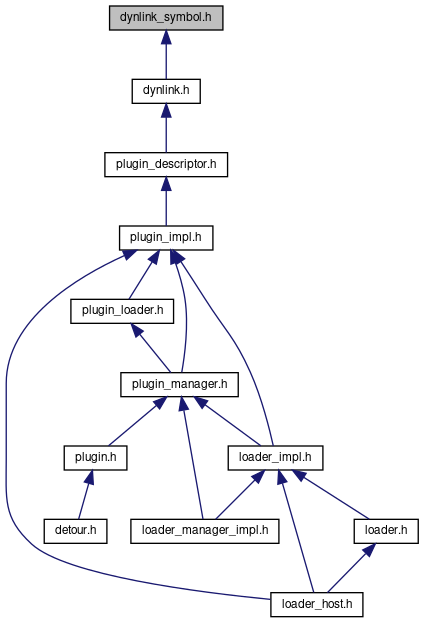 dynlink_symbol.h
dynlink.h
plugin_descriptor.h
plugin_impl.h
plugin_loader.h
plugin_manager.h
plugin.h
loader_impl.h
detour.h
loader_manager_impl.h
loader.h
loader_host.h